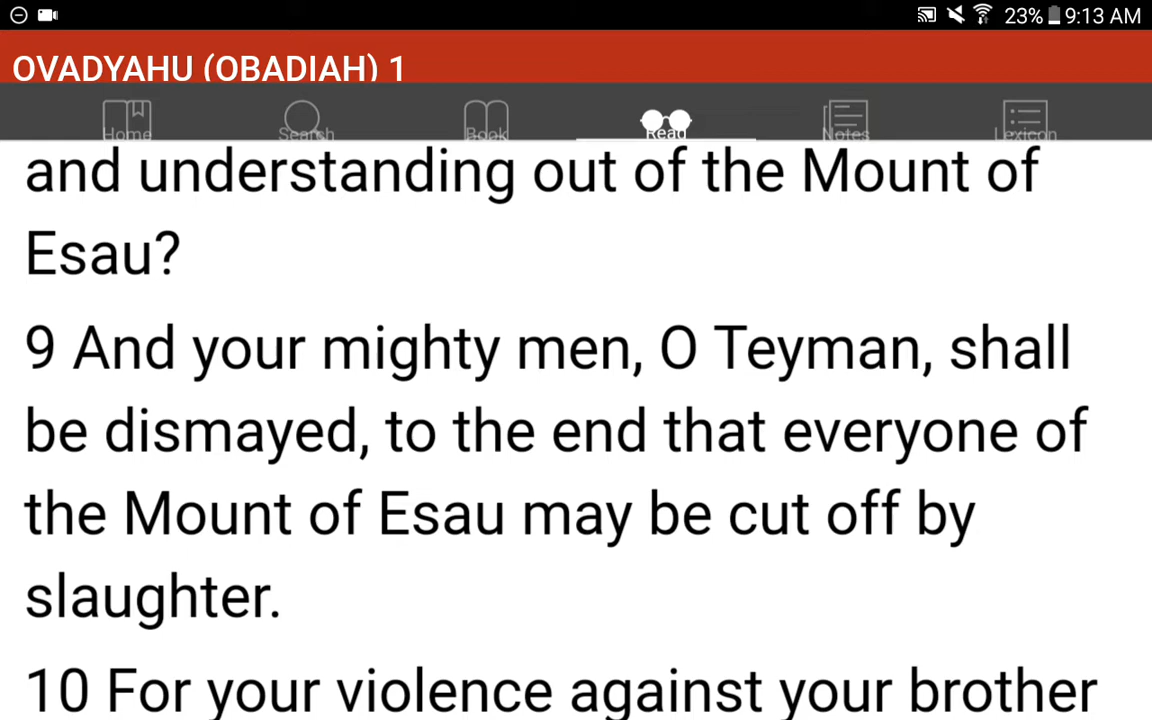 23% 9:13 AM
OVADYAHU (OBADIAH) 1
Home Search Book Read Notes Lexicon
and understanding out of the Mount of
Esau?
9 And your mighty men, O Teyman, shall
be dismayed, to the end that everyone of
the Mount of Esau may be cut off by
slaughter.
10 For your violence against your brother